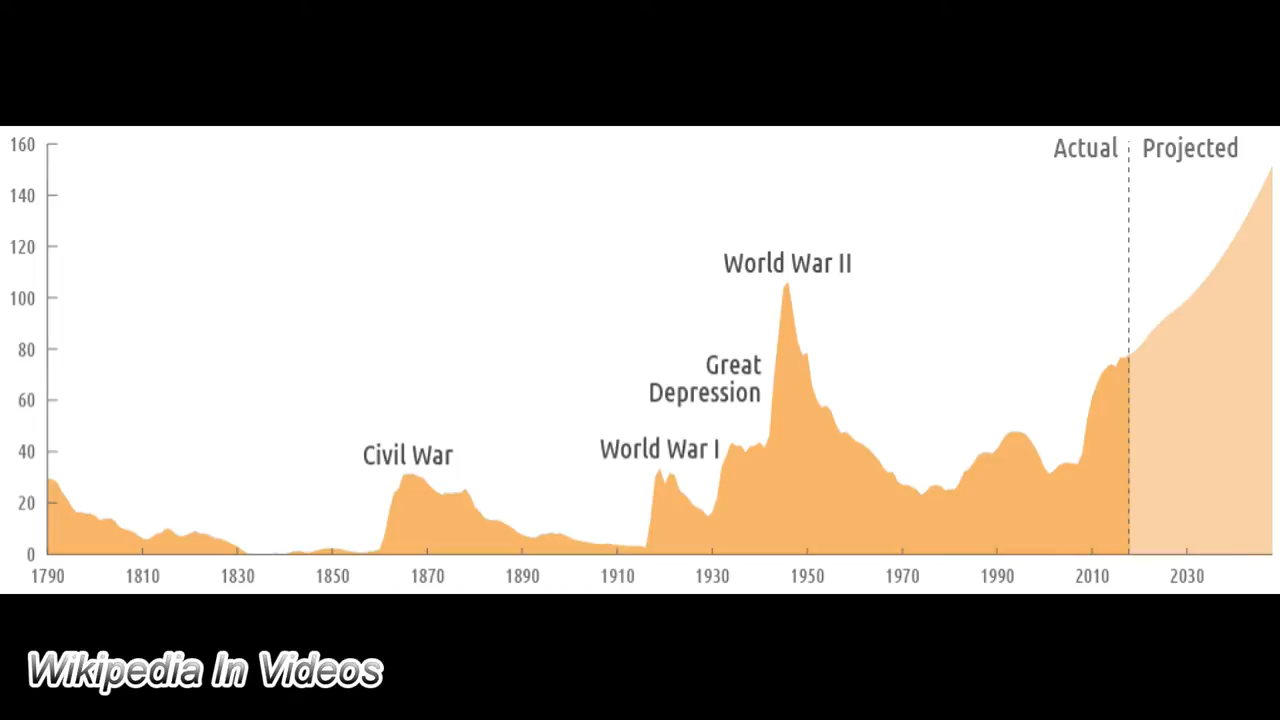 160
Actual
Projected
140
120
World War II
100
80
Great
Depression
60
40
Civil War
World War I
20
0
1790 1810 1830 1850 1870 1890 1910 1930 1950 1970 1990 2010 2030
Wikipedia In Videos